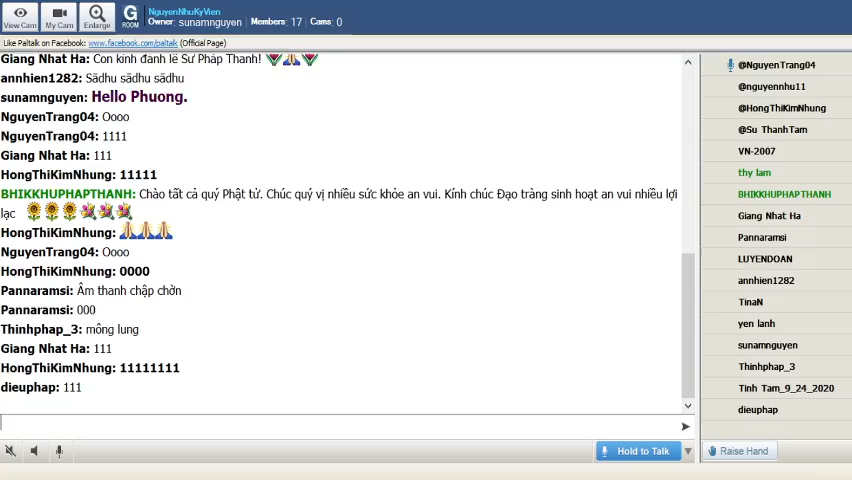 View Cam
My Cam
Enlarge
G
ROOM
NguyenNhuKyVien
Owner: sunamnguyen Members: 17 Cams: 0
Like Paltalk on Facebook: www.facebook.com/paltalk (Official Page)
Giang Nhat Ha: Con kính đảnh lễ Sư Pháp Thanh!
annhien1282: Sādhu sādhu sādhu
sunamnguyen: Hello Phuong.
NguyenTrang04: Oooo
NguyenTrang04: 1111
Giang Nhat Ha: 111
HongThiKimNhung: 11111
BHIKKHUPHAPTHANH: Chào tất cả quý Phật tử. Chúc quý vị nhiều sức khỏe an vui. Kính chúc Đạo tràng sinh hoạt an vui nhiều lợi
lạc
HongThiKimNhung:
NguyenTrang04: Oooo
HongThiKimNhung: 0000
Pannaramsi: Âm thanh chập chờn
Pannaramsi: 000
Thinhphap_3: mông lung
Giang Nhat Ha: 111
HongThiKimNhung: 11111111
dieuphap: 111
Hold to Talk
@NguyenTrang04
@nguyennhu11
@HongThiKimNhung
@Su ThanhTam
VN-2007
thy lam
BHIKKHUPHAPTHANH
Giang Nhat Ha
Pannaramsi
LUYENDOAN
annhien1282
TinaN
yen lanh
sunamnguyen
Thinhphap_3
Tinh Tam_9_24_2020
dieuphap
Raise Hand